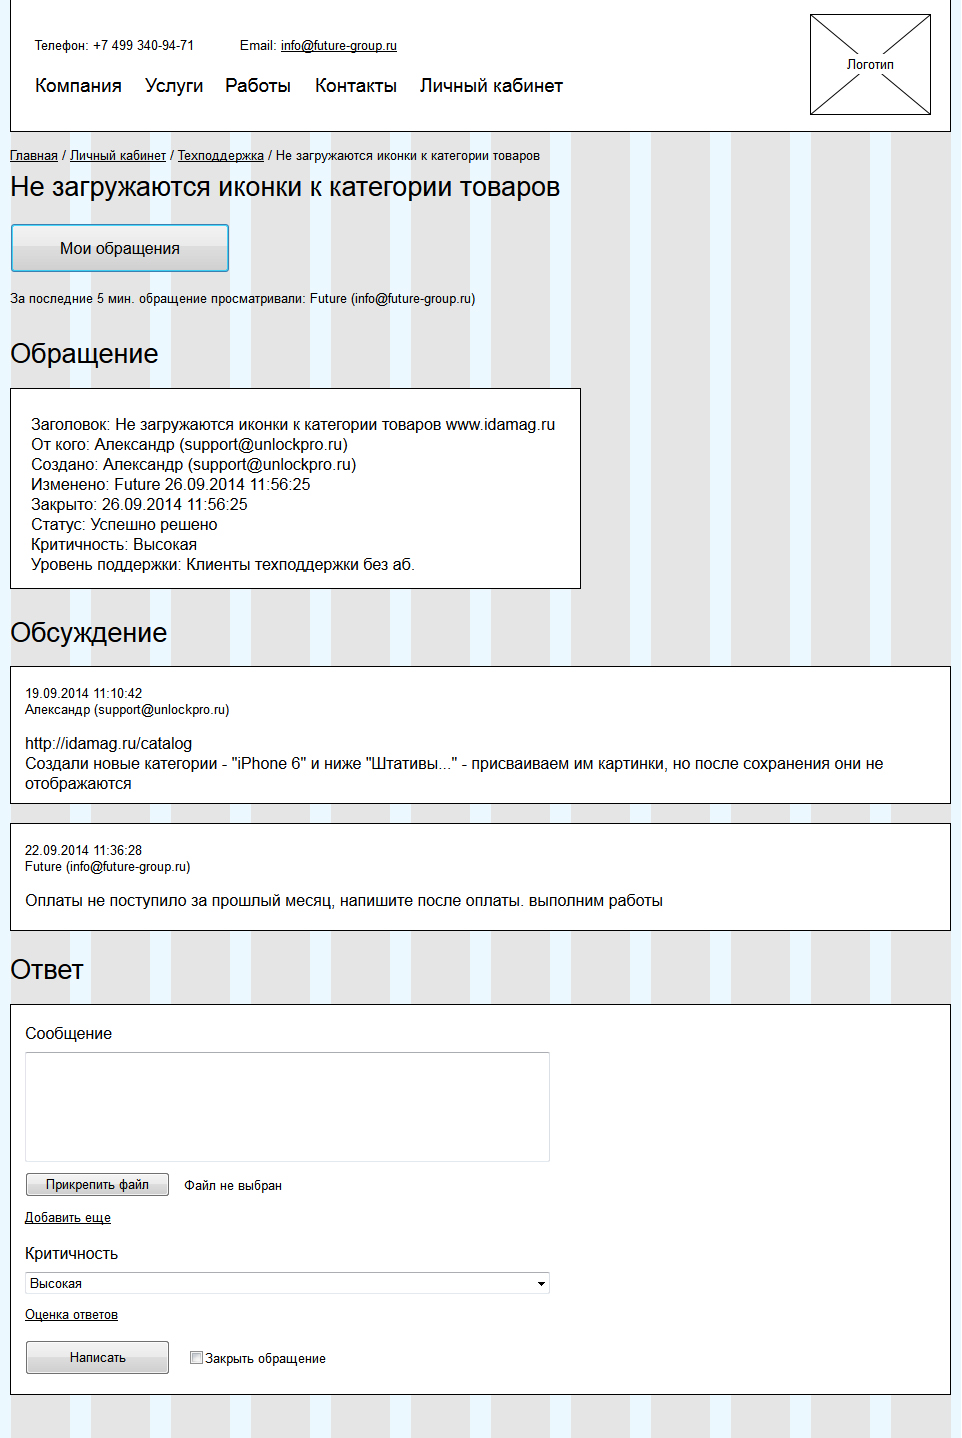 Телефон: +7 499 340-94-71 Email: info@future-group.ru
Логотип
Компания Услуги Работы Контакты Личный кабинет
Главная / Личный кабинет / Техподдержка / Не загружаются иконки к категории товаров
Не загружаются иконки к категории товаров
Мои обращения
За последние 5 мин. обращение просматривали: Future (info@future-group.ru)
Обращение
Заголовок: Не загружаются иконки к категории товаров www.idamag.ru
От кого: Александр (support@unlockpro.ru)
Создано: Александр (support@unlockpro.ru)
Изменено: Future 26.09.2014 11:56:25
Закрыто: 26.09.2014 11:56:25
Статус: Успешно решено
Критичность: Высокая
Уровень поддержки: Клиенты техподдержки без аб.
Обсуждение
19.09.2014 11:10:42
Александр (support@unlockpro.ru)
http://idamag.ru/catalog
Создали новые категории - "iPhone 6" и ниже "Штативы..." - присваиваем им картинки, но после сохранения они не
отображаются
22.09.2014 11:36:28
Future (info@future-group.ru)
Оплаты не поступило за прошлый месяц, напишите после оплаты. выполним работы
Ответ
Сообщение
Прикрепить файл Файл не выбран
Добавить еще
Критичность
Высокая
Оценка ответов
Написать Закрыть обращение